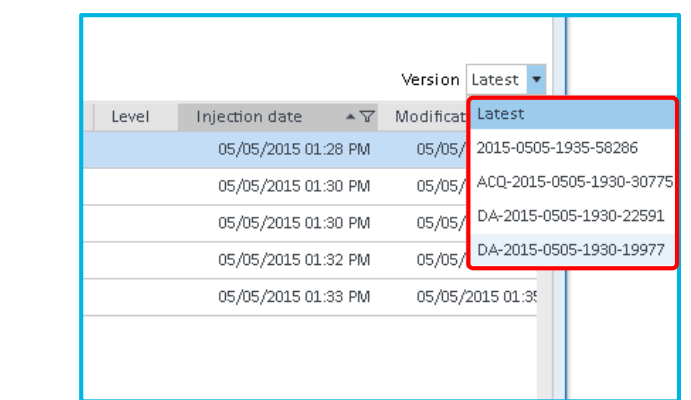 Version Latest
Level Injection date Modificat
Latest
05/05/2015 01:28 PM 05/05/
2015-0505-1935-58286
05/05/2015 01:30 PM 05/05/
ACQ-2015-0505-1930-30775
05/05/2015 01:30 PM 05/05/
DA-2015-0505-1930-22591
05/05/2015 01:32 PM 05/05/
DA-2015-0505-1930-19977
05/05/2015 01:33 PM 05/05/2015 01:35